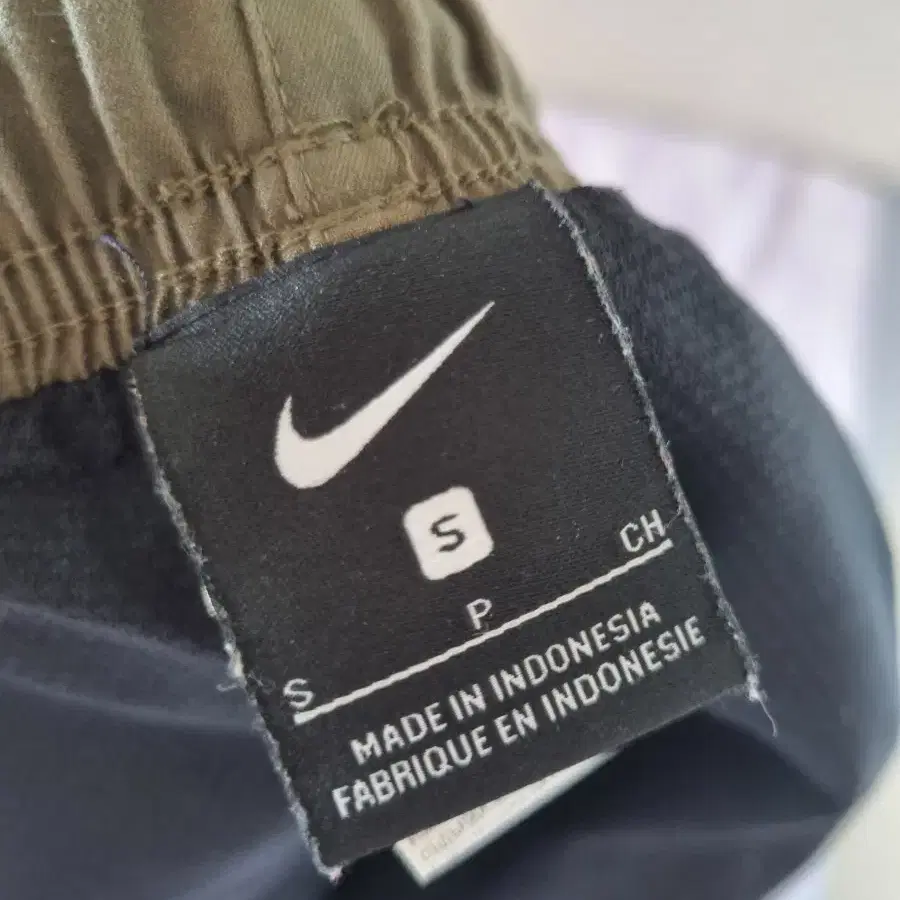 S
S P CH
MADE IN INDONESIA
FABRIQUE EN INDONESIE